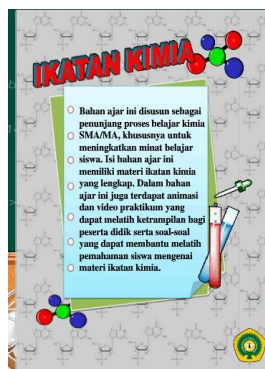 IKATAN KIMIA
Bahan ajar ini disusun sebagai
penunjang proses belajar kimia
SMA/MA, khususnya untuk
meningkatkan minat belajar
siswa. Isi bahan ajar ini
memiliki materi ikatan kimia
yang lengkap. Dalam bahan
ajar ini juga terdapat animasi
dan video praktikum yang
dapat melatih ketrampilan bagi
peserta didik serta soal-soal
yang dapat membantu melatih
pemahaman siswa mengenai
materi ikatan kimia.